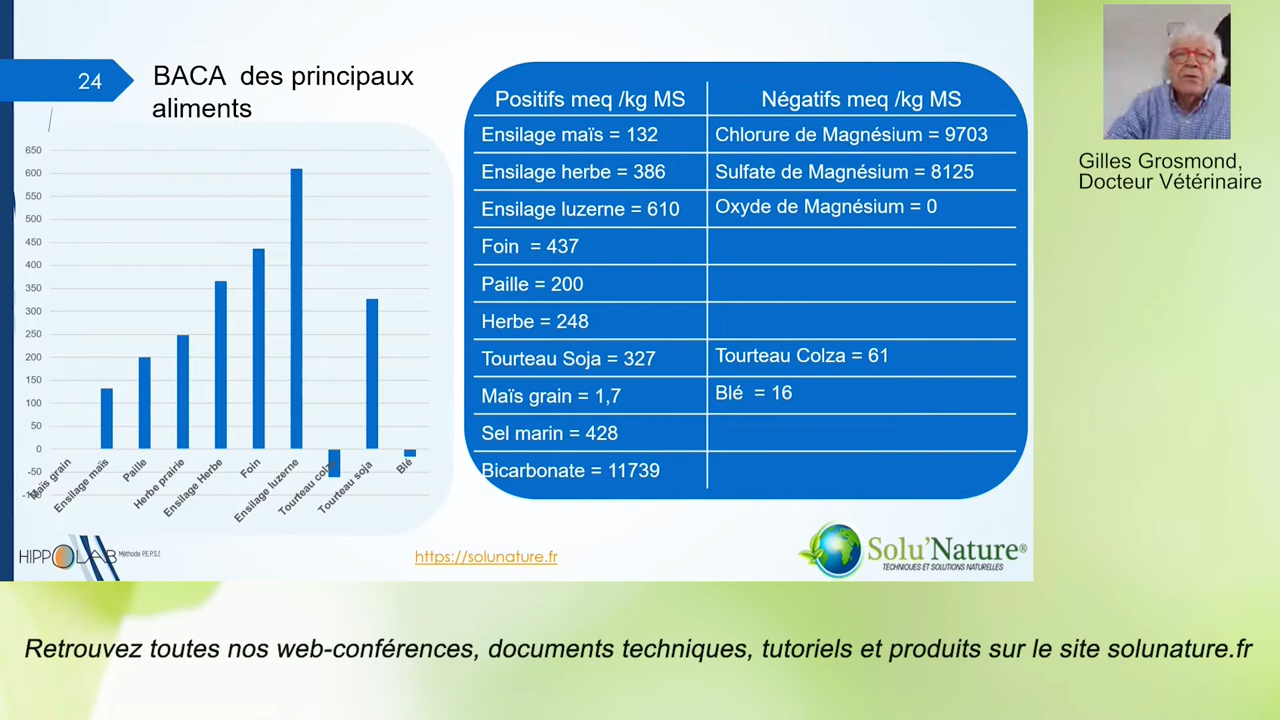 24
BACA des principaux
aliments
650
600
550
500
450
400
350
300
250
200
150
100
50
0
-50
Maïs grain
Ensilage maïs
Paille
Herbe prairie
Ensilage Herbe
Foin
Ensilage luzerne
Tourteau colza
Tourteau soja
Blé
Positifs meq /kg MS
Négatifs meq /kg MS
Ensilage maïs = 132
Chlorure de Magnésium = 9703
Ensilage herbe = 386
Sulfate de Magnésium = 8125
Ensilage luzerne = 610
Oxyde de Magnésium = 0
Foin = 437
Paille = 200
Herbe = 248
Tourteau Soja = 327
Tourteau Colza = 61
Maïs grain = 1,7
Blé = 16
Sel marin = 428
Bicarbonate = 11739
HIPPOLAB Méthode P.E.P.S.S
https://solunature.fr
Solu'Nature®
TECHNIQUES ET SOLUTIONS NATURELLES
Gilles Grosmond,
Docteur Vétérinaire
Retrouvez toutes nos web-conférences, documents techniques, tutoriels et produits sur le site solunature.fr